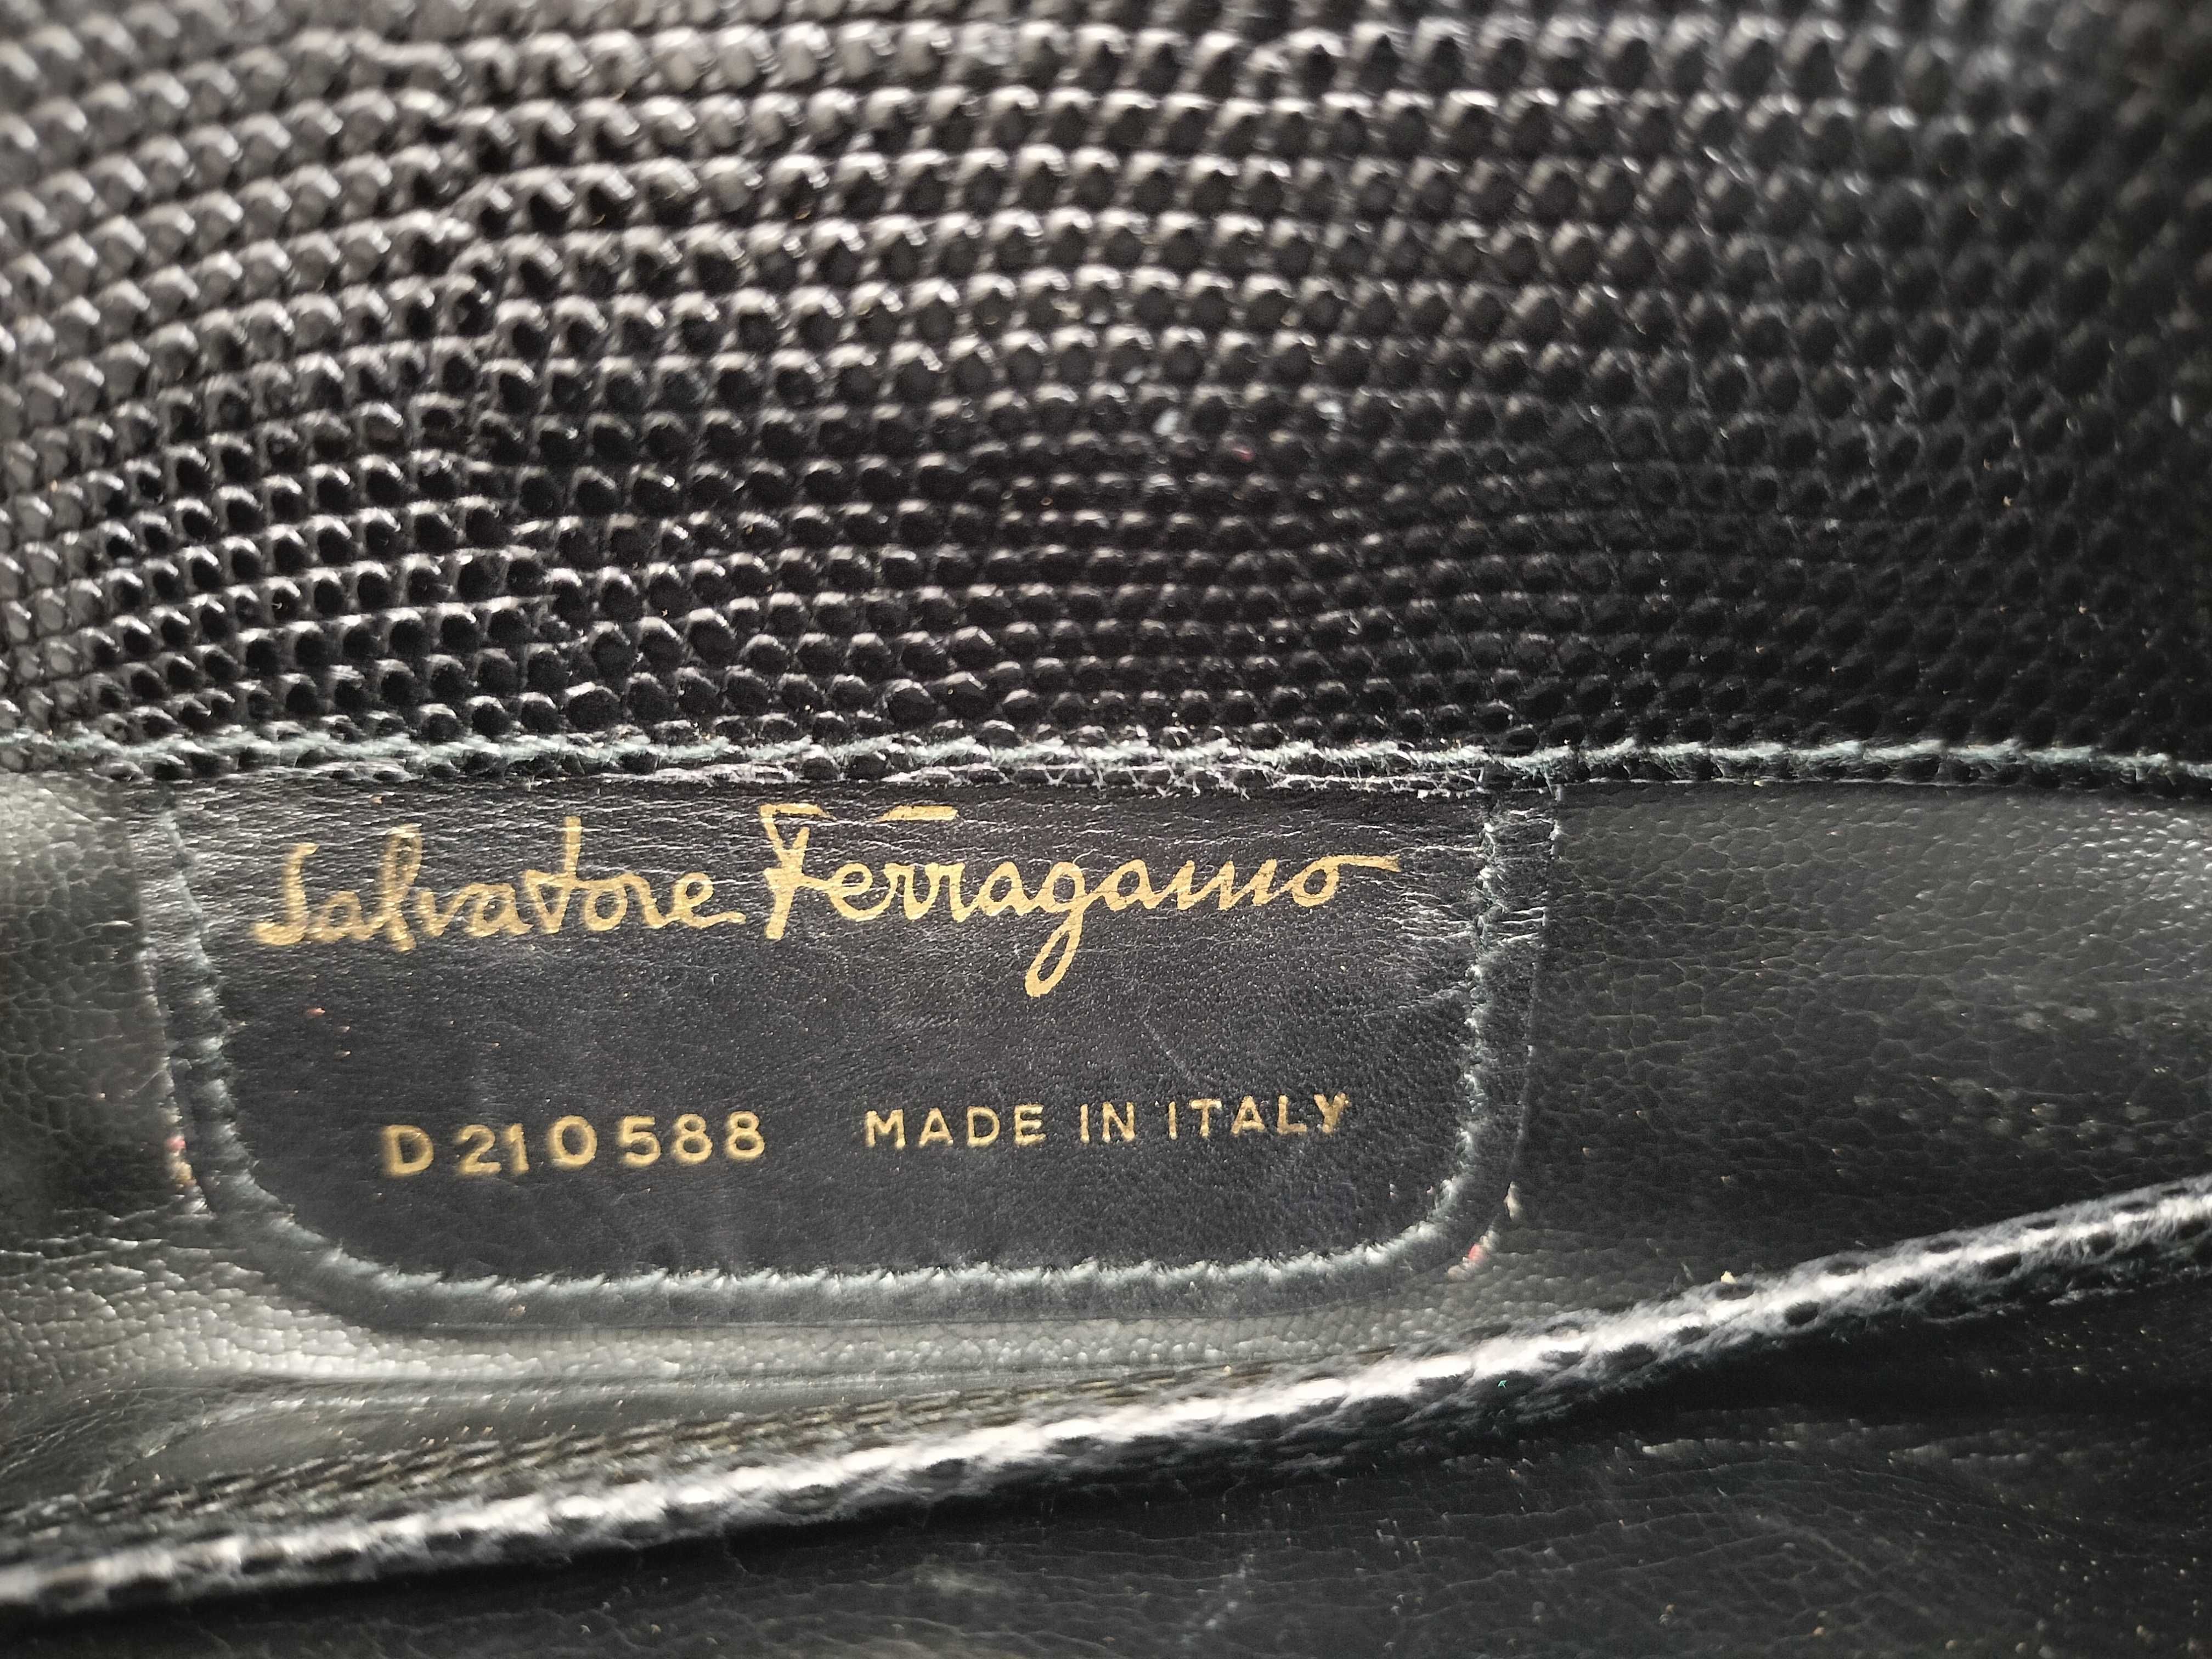 Salvatore Ferragamo
D210588 MADE IN ITALY